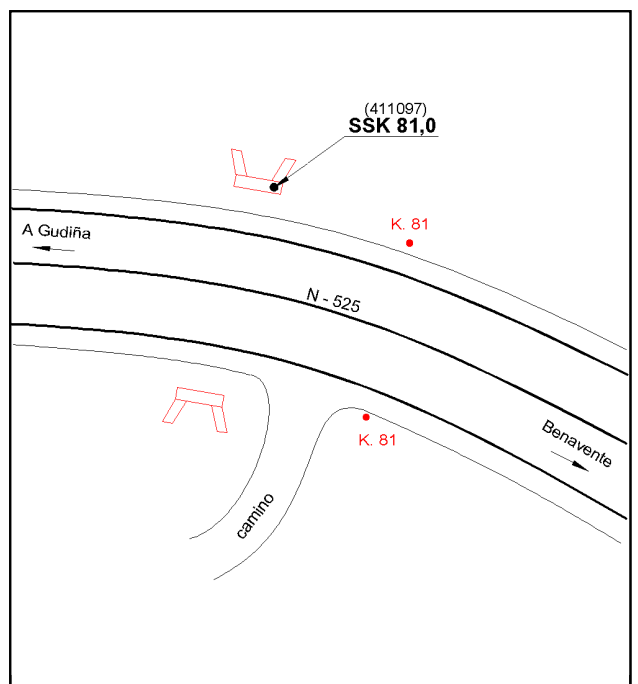 (411097)
SSK 81,0
K. 81
A Gudiña
N - 525
K. 81
Benavente
camino